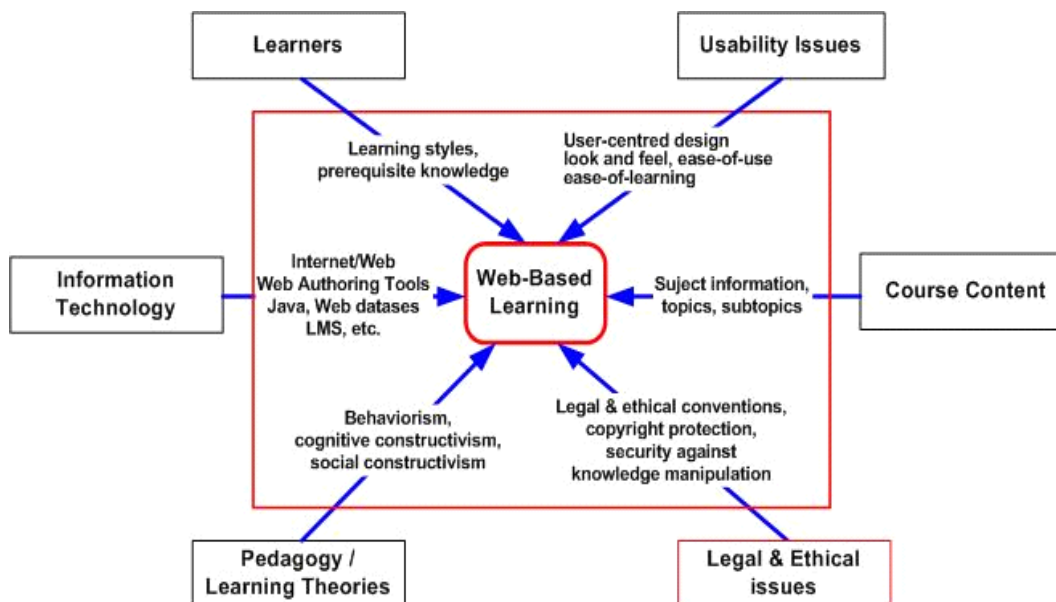 Learners
Usability Issues
Learning styles,
prerequisite knowledge
User-centred design
look and feel, ease-of-use
ease-of-learning
Information
Technology
Internet/Web
Web Authoring Tools
Java, Web datases
LMS, etc.
Web-Based
Learning
Suject information,
topics, subtopics
Course Content
Behaviorism,
cognitive constructivism,
social constructivism
Legal & ethical conventions,
copyright protection,
security against
knowledge manipulation
Pedagogy /
Learning Theories
Legal & Ethical
issues